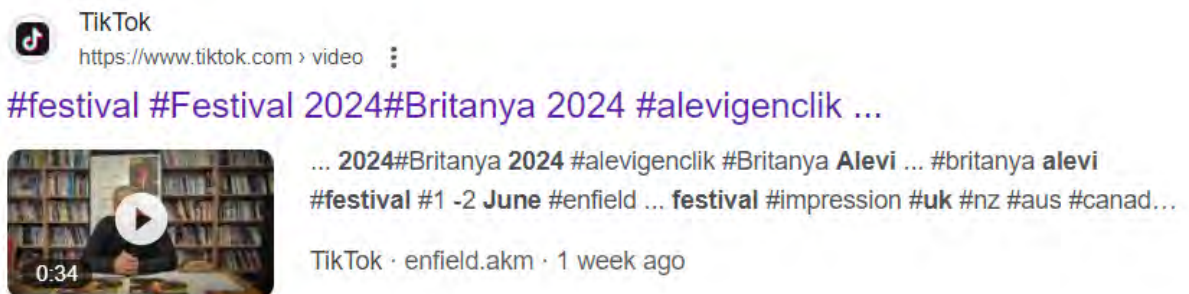 TikTok
https://www.tiktok.com › video
#festival #Festival 2024#Britanya 2024 #alevigenclik ...
... 2024#Britanya 2024 #alevigenclik #Britanya Alevi ... #britanya alevi
#festival #1 -2 June #enfield ... festival #impression #uk #nz #aus #canad...
TikTok · enfield.akm · 1 week ago
0:34